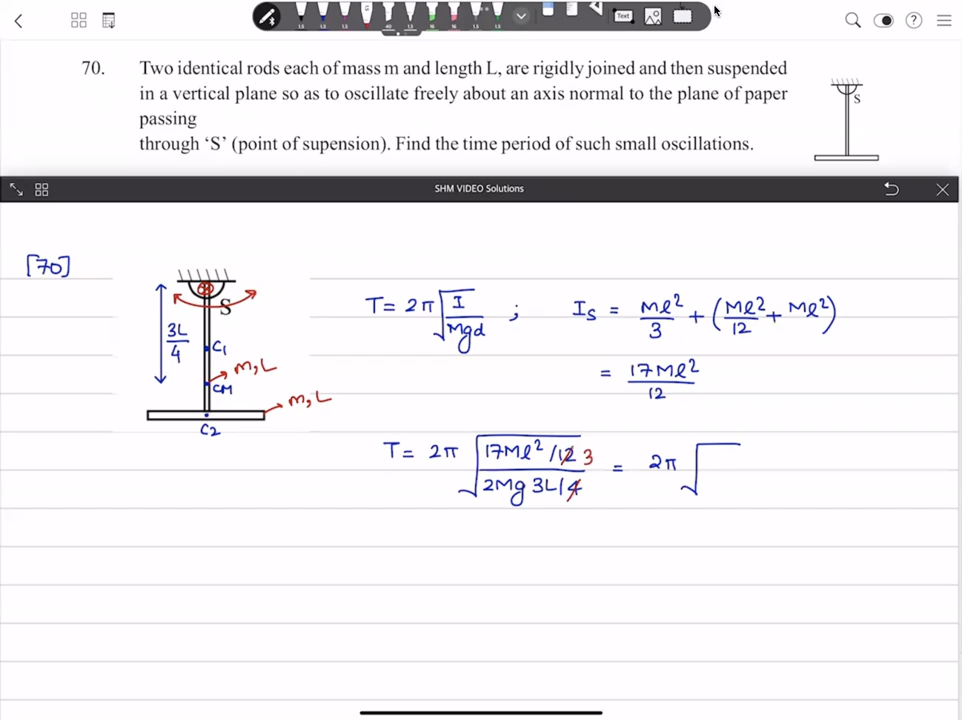 Text
70. Two identical rods each of mass m and length L, are rigidly joined and then suspended
in a vertical plane so as to oscillate freely about an axis normal to the plane of paper
passing
through ‘S’ (point of supension). Find the time period of such small oscillations.
S
SHM VIDEO Solutions
[70]
S
3L/4
C1
m, L
CM
m, L
C2
T = 2π √(I/Mgd) ; I_S = Ml²/3 + (Ml²/12 + Ml²)
= 17Ml²/12
T = 2π √(17Ml²/12 3 / 2Mg 3L/4) = 2π √